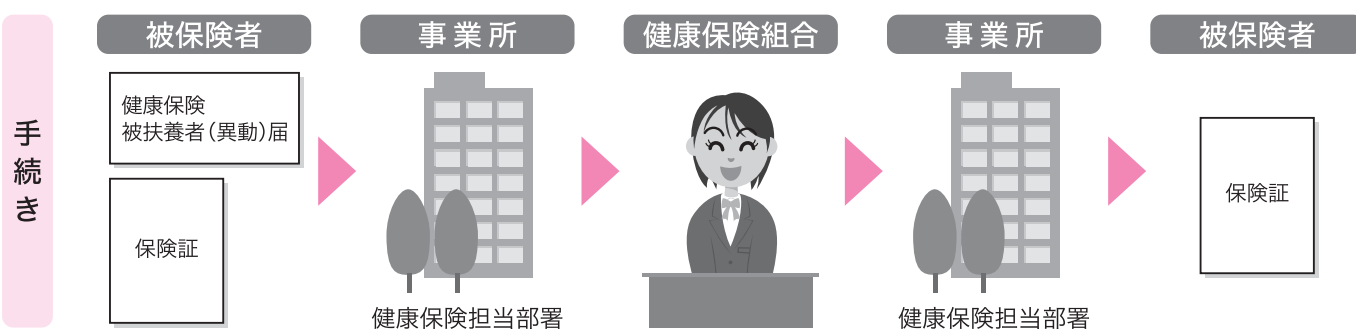 手続き
被保険者
健康保険
被扶養者(異動)届
保険証
事業所
健康保険担当部署
健康保険組合
事業所
健康保険担当部署
被保険者
保険証